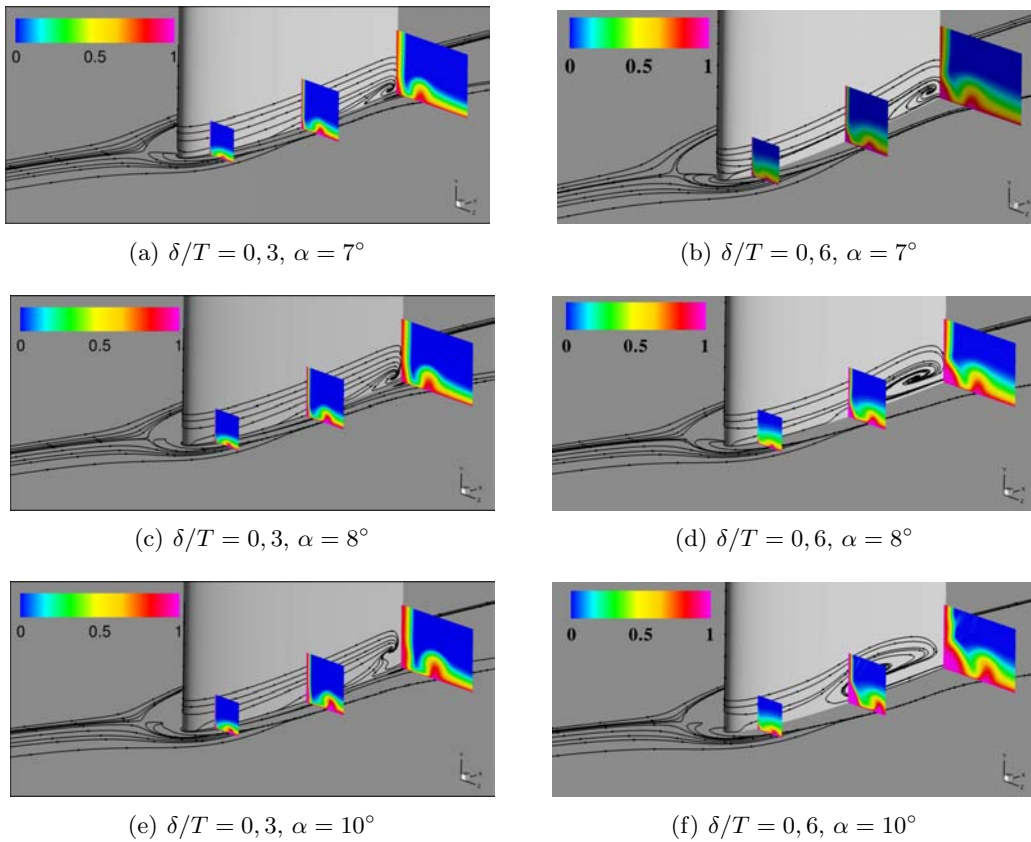 0 0.5 1
0 0.5 1
(a) δ/T = 0, 3, α = 7°
(b) δ/T = 0, 6, α = 7°
0 0.5 1
0 0.5 1
(c) δ/T = 0, 3, α = 8°
(d) δ/T = 0, 6, α = 8°
0 0.5 1
0 0.5 1
(e) δ/T = 0, 3, α = 10°
(f) δ/T = 0, 6, α = 10°